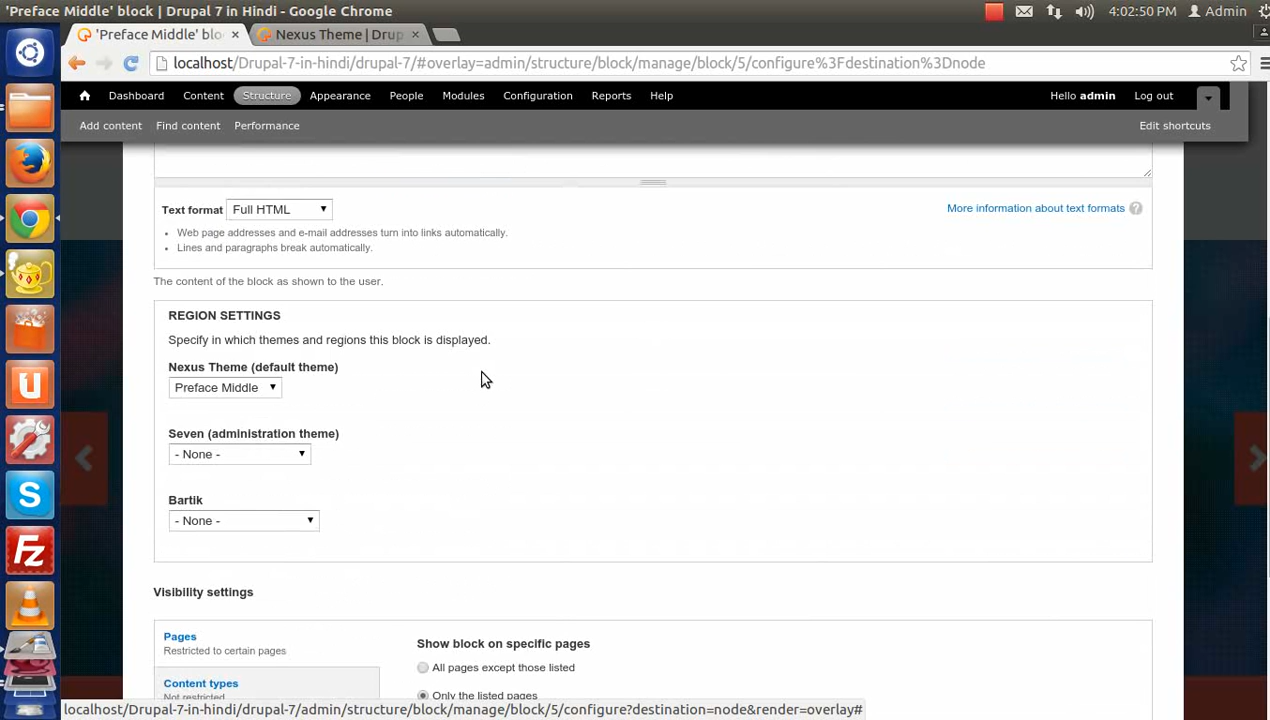 'Preface Middle' block | Drupal 7 in Hindi - Google Chrome
4:02:50 PM
Admin
'Preface Middle' blo
Nexus Theme | Drup
localhost/Drupal-7-in-hindi/drupal-7/#overlay=admin/structure/block/manage/block/5/configure%3Fdestination%3Dnode
Dashboard Content Structure Appearance People Modules Configuration Reports Help Hello admin Log out
Add content Find content Performance Edit shortcuts
Text format Full HTML More information about text formats ?
Web page addresses and e-mail addresses turn into links automatically.
Lines and paragraphs break automatically.
The content of the block as shown to the user.
REGION SETTINGS
Specify in which themes and regions this block is displayed.
Nexus Theme (default theme)
Preface Middle
Seven (administration theme)
- None -
Bartik
- None -
Visibility settings
Pages
Restricted to certain pages
Content types
Not restricted
Show block on specific pages
All pages except those listed
Only the listed pages
localhost/Drupal-7-in-hindi/drupal-7/admin/structure/block/manage/block/5/configure?destination=node&render=overlay#